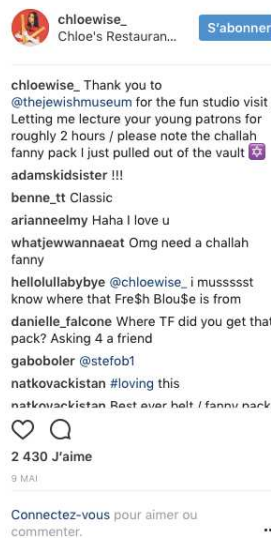 chloewise_
Chloe's Restauran...
S'abonner
chloewise_ Thank you to
@thejewishmuseum for the fun studio visit
Letting me lecture your young patrons for
roughly 2 hours / please note the challah
fanny pack I just pulled out of the vault ✡
adamskidsister !!!
benne_tt Classic
arianneelmy Haha I love u
whatjewwannaeat Omg need a challah
fanny
hellolullabybye @chloewise_ i mussssst
know where that Fre$h Blou$e is from
danielle_falcone Where TF did you get that
pack? Asking 4 a friend
gaboboler @stefob1
natkovackistan #loving this
natkovackistan Best ever belt / fanny pack
2 430 J'aime
9 MAI
Connectez-vous pour aimer ou
commenter.